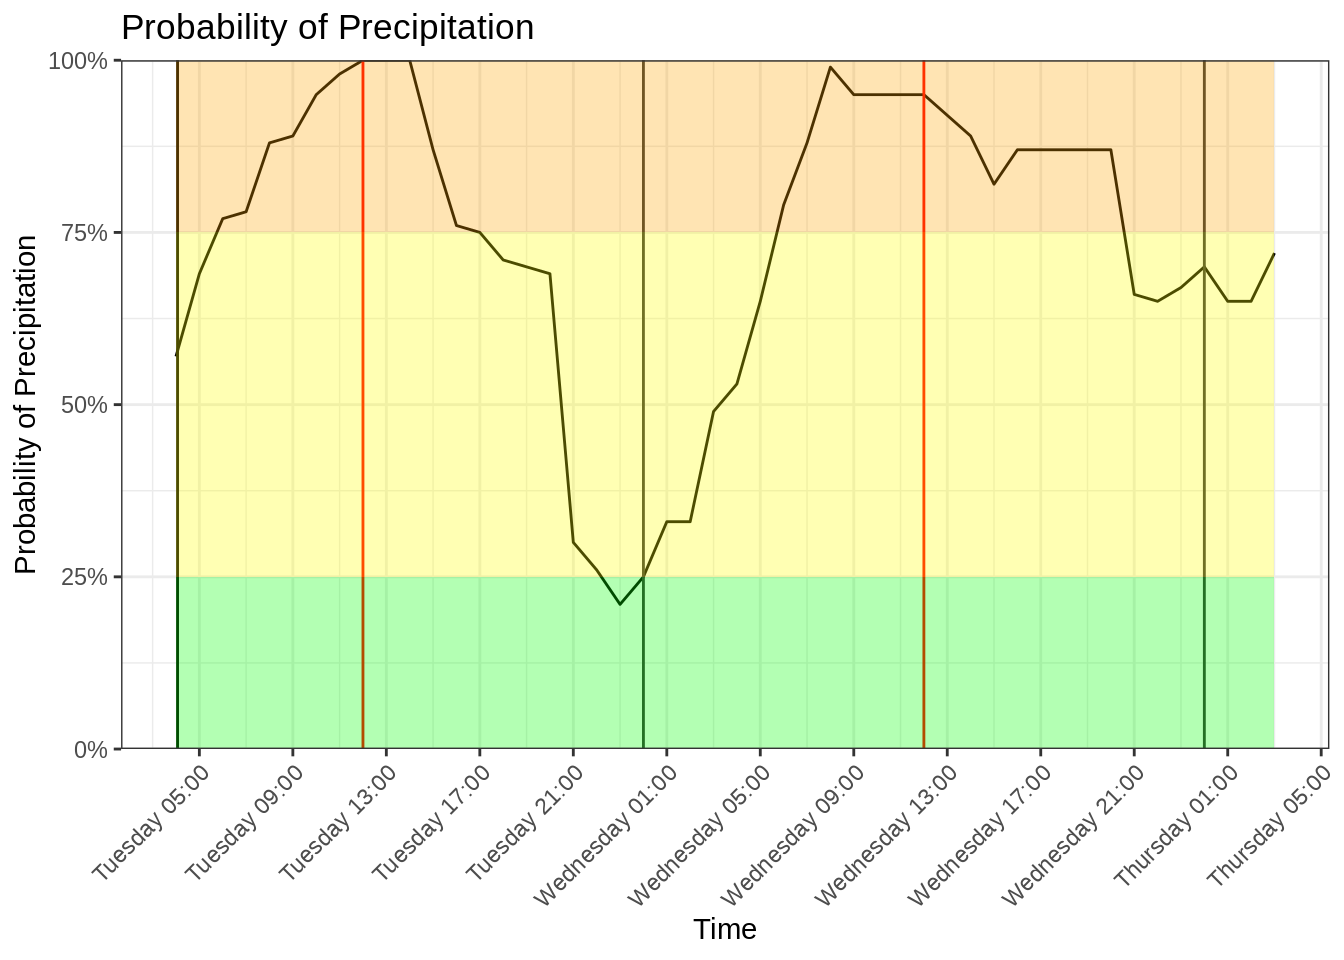 Probability of Precipitation
Probability of Precipitation
100%
75%
50%
25%
0%
Tuesday 05:00
Tuesday 09:00
Tuesday 13:00
Tuesday 17:00
Tuesday 21:00
Wednesday 01:00
Wednesday 05:00
Wednesday 09:00
Wednesday 13:00
Wednesday 17:00
Wednesday 21:00
Thursday 01:00
Thursday 05:00
Time